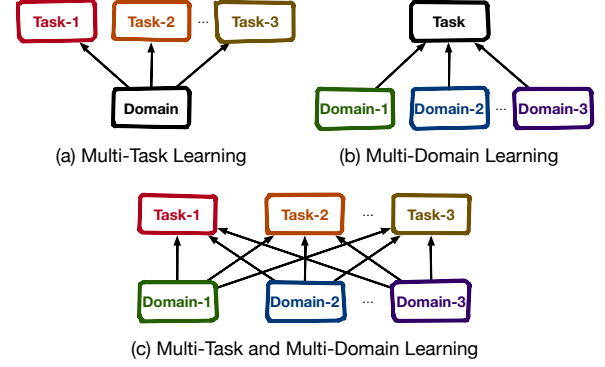 Task-1 Task-2 ... Task-3
Domain
(a) Multi-Task Learning
Task
Domain-1 Domain-2 ... Domain-3
(b) Multi-Domain Learning
Task-1 Task-2 ... Task-3
Domain-1 Domain-2 ... Domain-3
(c) Multi-Task and Multi-Domain Learning